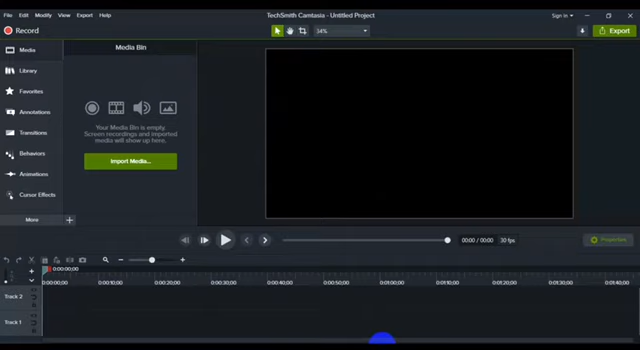 File Edit Modify View Export Help
TechSmith Camtasia - Untitled Project
Sign In
Record
34%
Export
Media
Library
Favorites
Annotations
Transitions
Behaviors
Animations
Cursor Effects
More
Media Bin
Your Media Bin is empty.
Screen recordings and imported
media will show up here.
Import Media...
00:00 / 00:00
30 fps
Properties
0:00:00;00
0:00:00;00 0:00:10;00 0:00:20;00 0:00:30;00 0:00:40;00 0:00:50;00 0:01:00;00 0:01:10;00 0:01:20;00 0:01:30;00 0:01:40;00
Track 2
Track 1